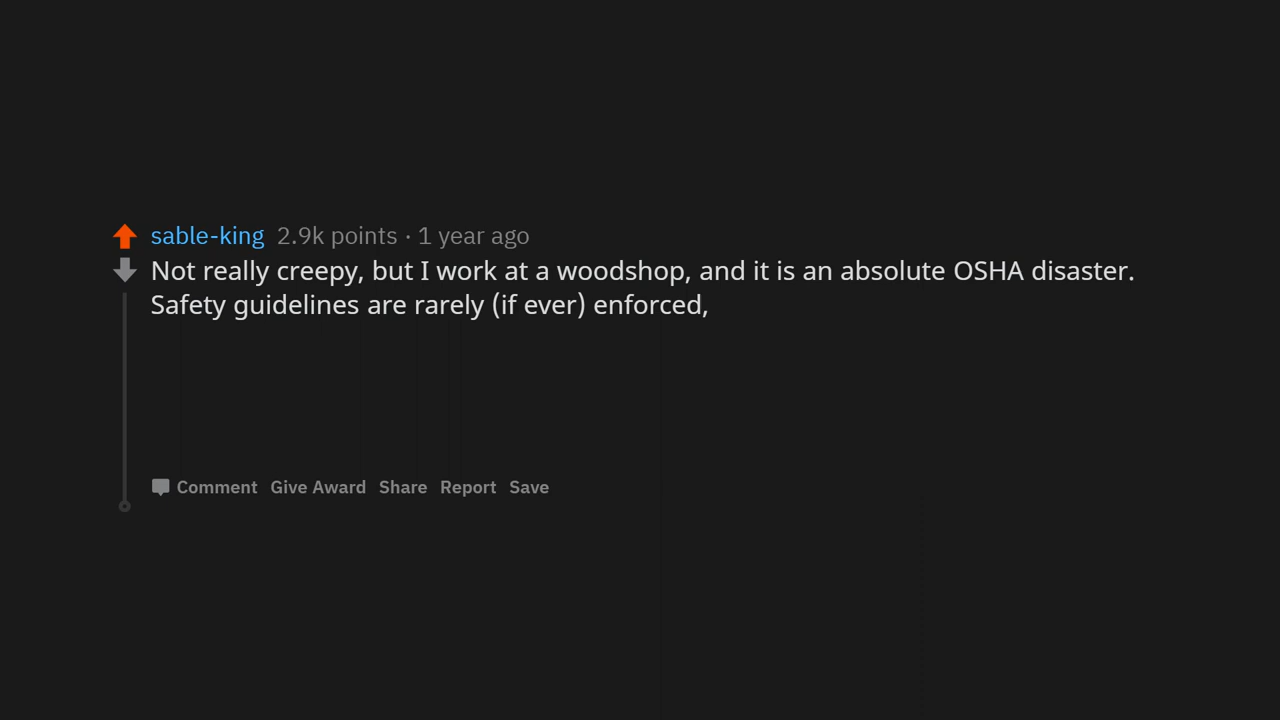 sable-king 2.9k points · 1 year ago
Not really creepy, but I work at a woodshop, and it is an absolute OSHA disaster.
Safety guidelines are rarely (if ever) enforced,
Comment Give Award Share Report Save